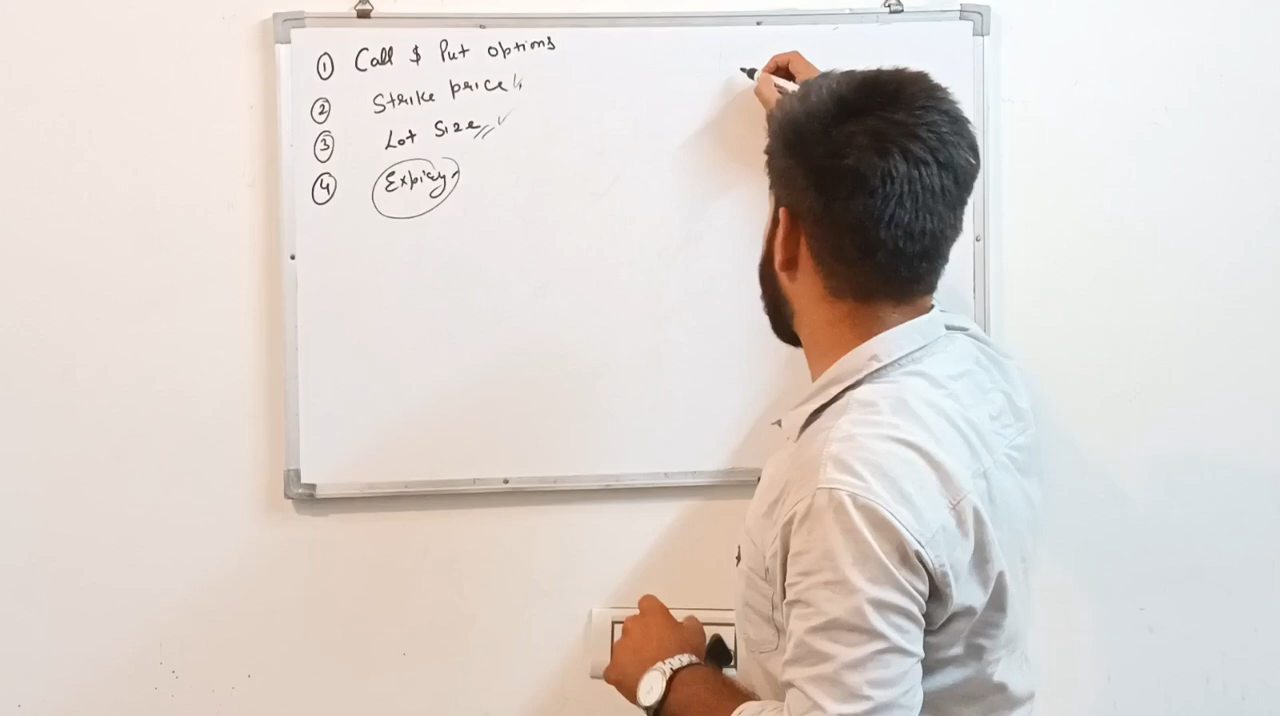 ① Call & Put options
② Strike price
③ Lot Size
④ Expiry